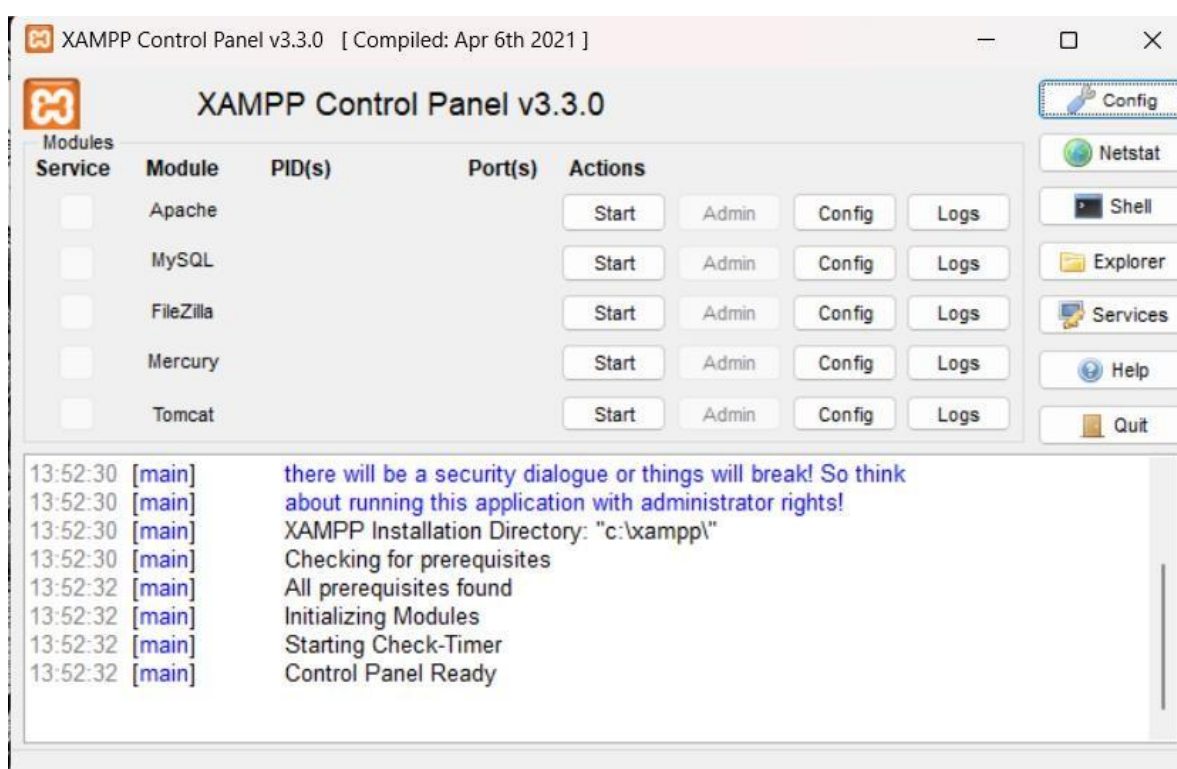 XAMPP Control Panel v3.3.0 [ Compiled: Apr 6th 2021 ]
XAMPP Control Panel v3.3.0
Config
Modules
Service Module PID(s) Port(s) Actions
Netstat
Apache Start Admin Config Logs
Shell
MySQL Start Admin Config Logs
Explorer
FileZilla Start Admin Config Logs
Services
Mercury Start Admin Config Logs
Help
Tomcat Start Admin Config Logs
Quit
13:52:30 [main] there will be a security dialogue or things will break! So think
13:52:30 [main] about running this application with administrator rights!
13:52:30 [main] XAMPP Installation Directory: "c:\xampp\"
13:52:30 [main] Checking for prerequisites
13:52:32 [main] All prerequisites found
13:52:32 [main] Initializing Modules
13:52:32 [main] Starting Check-Timer
13:52:32 [main] Control Panel Ready